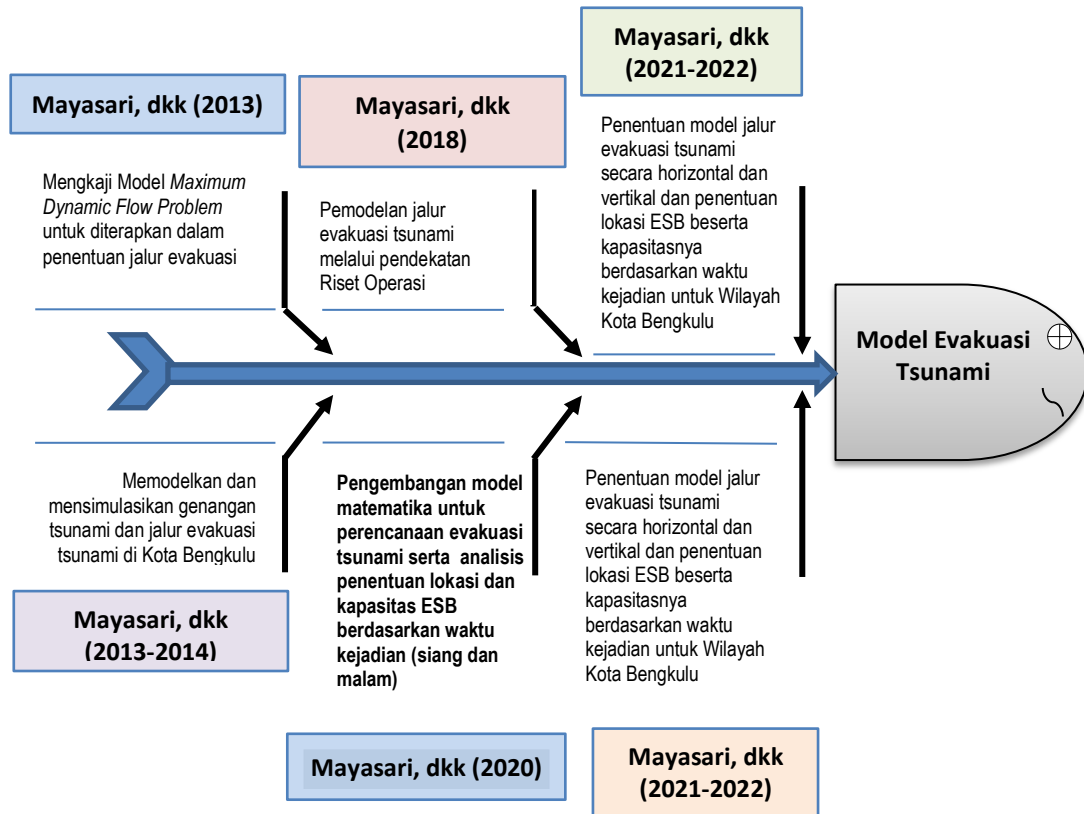 Mayasari, dkk (2013)
Mengkaji Model Maximum
Dynamic Flow Problem
untuk diterapkan dalam
penentuan jalur evakuasi
Mayasari, dkk
(2018)
Pemodelan jalur
evakuasi tsunami
melalui pendekatan
Riset Operasi
Mayasari, dkk
(2021-2022)
Penentuan model jalur
evakuasi tsunami
secara horizontal dan
vertikal dan penentuan
lokasi ESB beserta
kapasitasnya
berdasarkan waktu
kejadian untuk Wilayah
Kota Bengkulu
Model Evakuasi
Tsunami
Memodelkan dan
mensimulasikan genangan
tsunami dan jalur evakuasi
tsunami di Kota Bengkulu
Mayasari, dkk
(2013-2014)
Pengembangan model
matematika untuk
perencanaan evakuasi
tsunami serta analisis
penentuan lokasi dan
kapasitas ESB
berdasarkan waktu
kejadian (siang dan
malam)
Mayasari, dkk (2020)
Penentuan model jalur
evakuasi tsunami
secara horizontal dan
vertikal dan penentuan
lokasi ESB beserta
kapasitasnya
berdasarkan waktu
kejadian untuk Wilayah
Kota Bengkulu
Mayasari, dkk
(2021-2022)